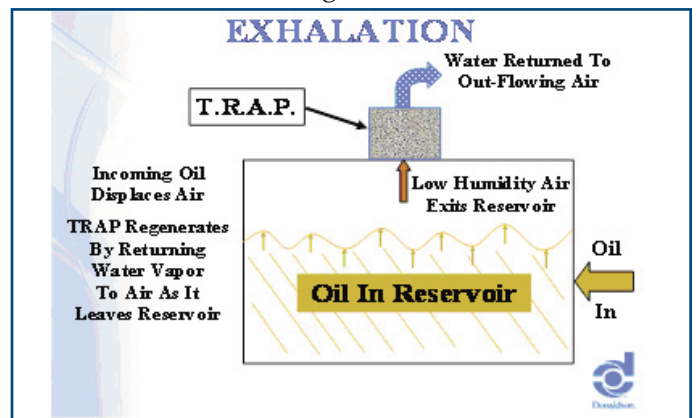 EXHALATION
Water Returned To
Out-Flowing Air
T.R.A.P.
Incoming Oil
Displaces Air
Low Humidity Air
Exits Reservoir
TRAP Regenerates
By Returning
Water Vapor
To Air As It
Leaves Reservoir
Oil In Reservoir
Oil
In
Donaldson.